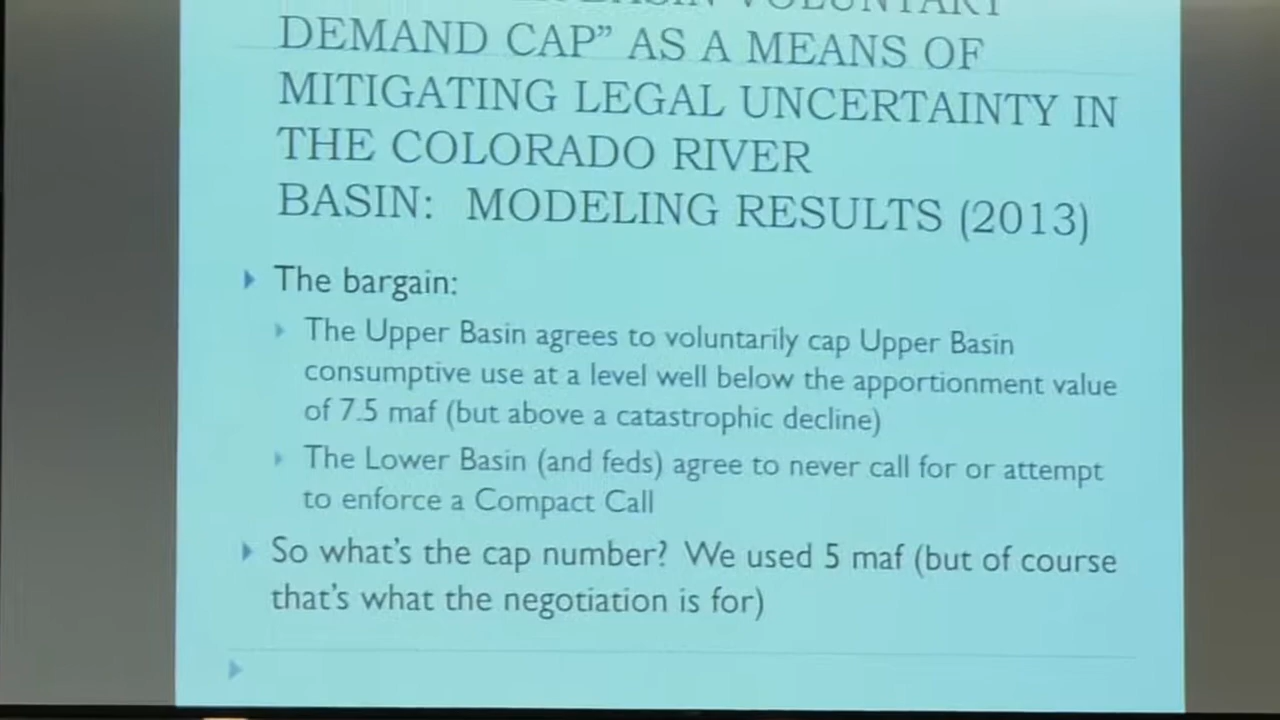 BASIN VOLUNTARY
DEMAND CAP” AS A MEANS OF
MITIGATING LEGAL UNCERTAINTY IN
THE COLORADO RIVER
BASIN: MODELING RESULTS (2013)
The bargain:
The Upper Basin agrees to voluntarily cap Upper Basin
consumptive use at a level well below the apportionment value
of 7.5 maf (but above a catastrophic decline)
The Lower Basin (and feds) agree to never call for or attempt
to enforce a Compact Call
So what’s the cap number? We used 5 maf (but of course
that’s what the negotiation is for)